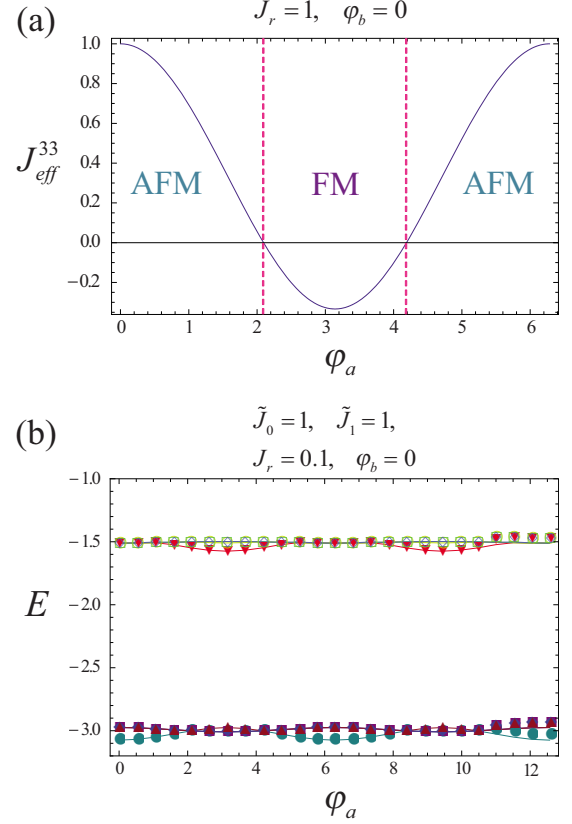 (a)
J_r = 1, φ_b = 0
1.0
0.8
0.6
0.4
0.2
0.0
−0.2
J_{eff}^{33}
AFM FM AFM
0 1 2 3 4 5 6
φ_a
(b)
J̃_0 = 1, J̃_1 = 1,
J_r = 0.1, φ_b = 0
−1.0
−1.5
−2.0
−2.5
−3.0
E
0 2 4 6 8 10 12
φ_a